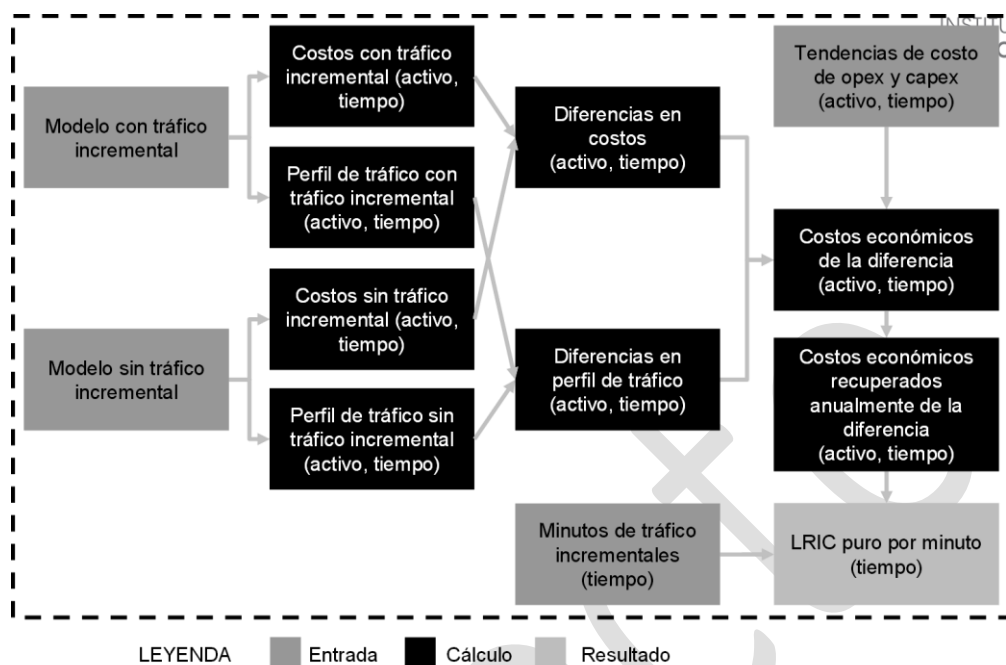 Modelo con tráfico
incremental
Modelo sin tráfico
incremental
Costos con tráfico
incremental (activo,
tiempo)
Perfil de tráfico con
tráfico incremental
(activo, tiempo)
Costos sin tráfico
incremental (activo,
tiempo)
Perfil de tráfico sin
tráfico incremental
(activo, tiempo)
Diferencias en
costos
(activo, tiempo)
Diferencias en
perfil de tráfico
(activo, tiempo)
Minutos de tráfico
incrementales
(tiempo)
Tendencias de costo
de opex y capex
(activo, tiempo)
Costos económicos
de la diferencia
(activo, tiempo)
Costos económicos
recuperados
anualmente de la
diferencia
(activo, tiempo)
LRIC puro por minuto
(tiempo)
LEYENDA Entrada Cálculo Resultado